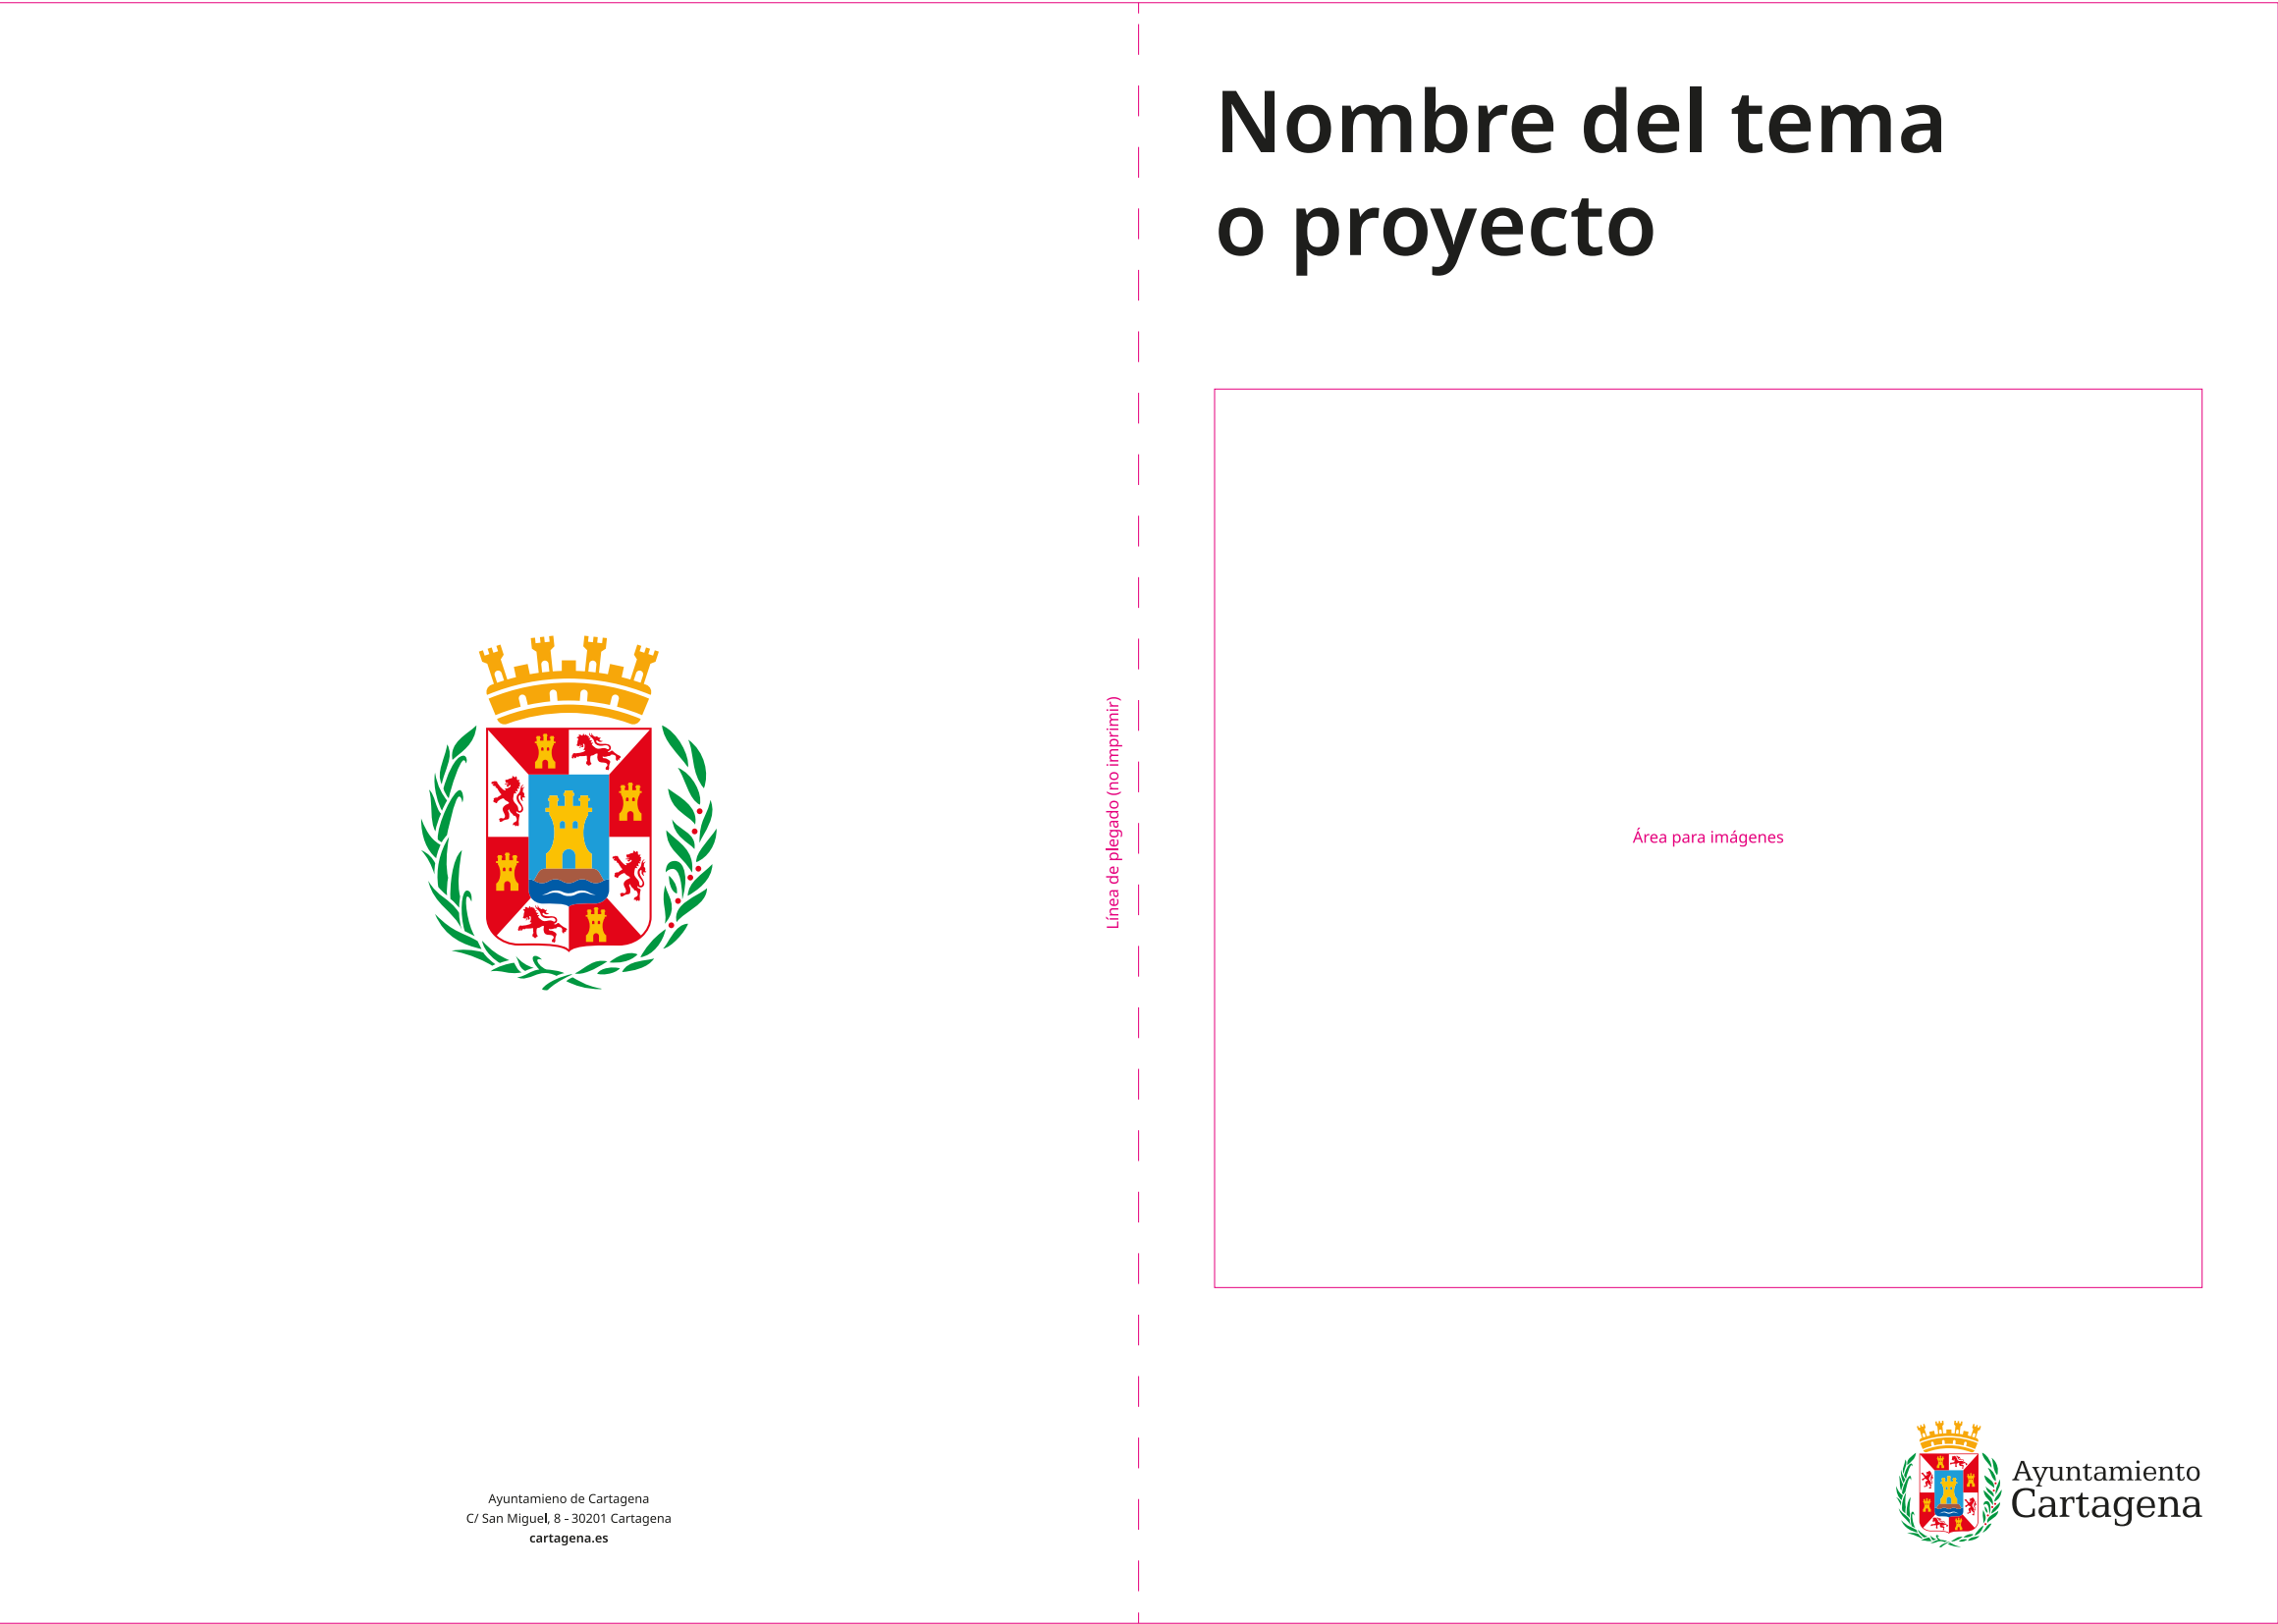 Ayuntamieno de Cartagena
C/ San Miguel, 8 - 30201 Cartagena
cartagena.es
Línea de plegado (no imprimir)
Nombre del tema
o proyecto
Área para imágenes
Ayuntamiento
Cartagena